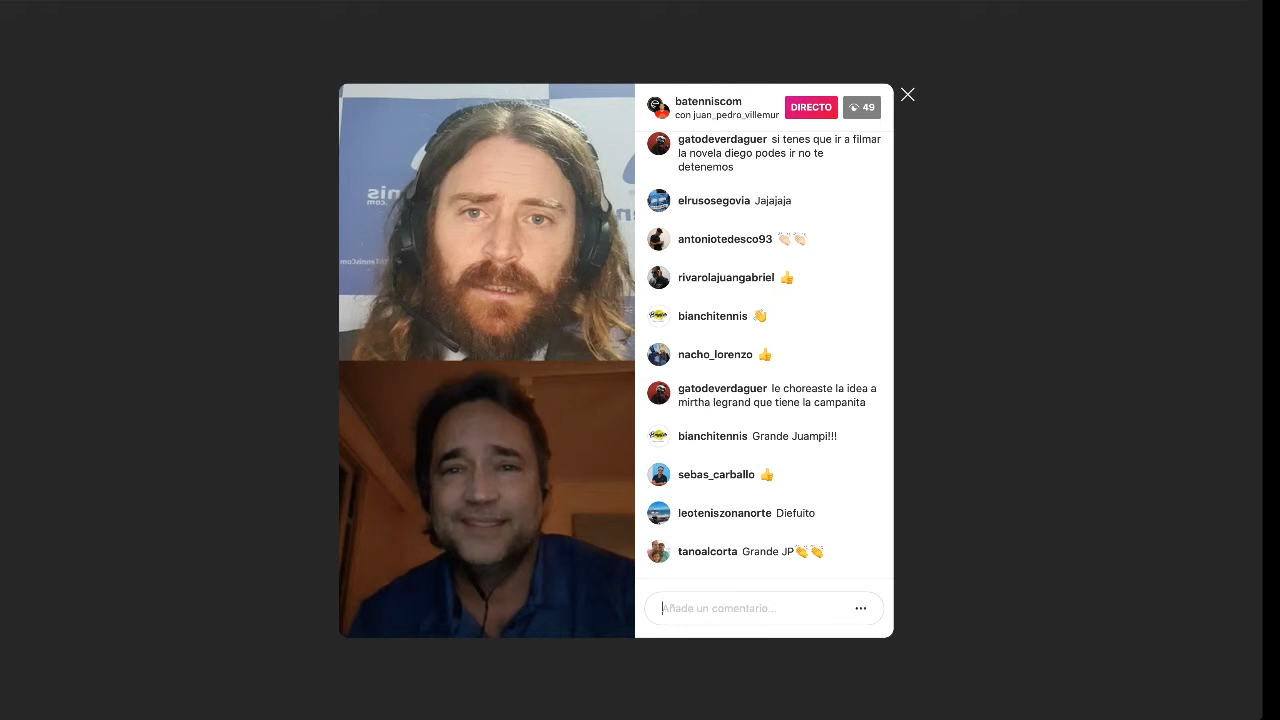 batenniscom
con juan_pedro_villemur
DIRECTO
49
gatodeverdaguer si tenes que ir a filmar
la novela diego podes ir no te
detenemos
elrusosegovia Jajajaja
antoniotedesco93 👏🏻👏🏻
rivarolajuangabriel 👍
bianchitennis 👏
nacho_lorenzo 👍
gatodeverdaguer le choreaste la idea a
mirtha legrand que tiene la campanita
bianchitennis Grande Juampi!!!
sebas_carballo 👍
leoteniszonanorte Diefuito
tanoalcorta Grande JP👏👏
Añade un comentario...